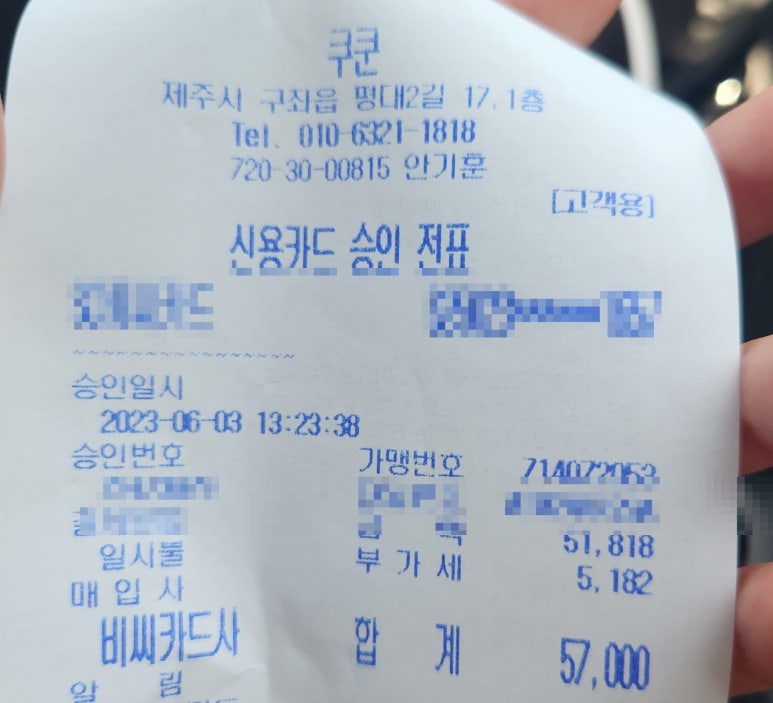 쿠쿤
제주시 구좌읍 평대2길 17, 1층
Tel. 010-6321-1818
720-30-00815 안기훈
[고객용]
신용카드 승인 전표
~~~~~~~~~~~~~~~~
승인일시
2023-06-03 13:23:38
승인번호 가맹번호 714072053
51,818
일시불 부가세 5,182
매입사
비씨카드사 합계 57,000
알림